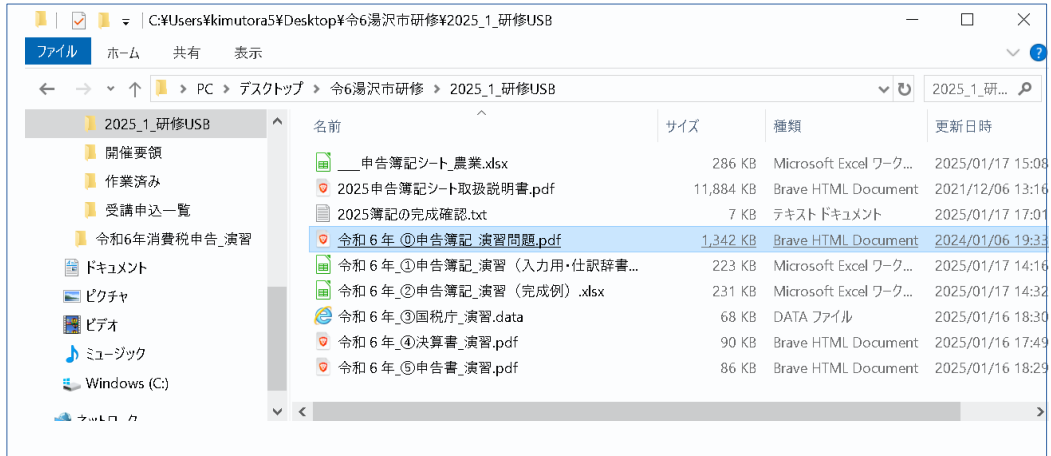 C:¥Users¥kimutora5¥Desktop¥令6湯沢市研修¥2025_1_研修USB
ファイル ホーム 共有 表示
PC › デスクトップ › 令6湯沢市研修 › 2025_1_研修USB
2025_1_研...
名前 サイズ 種類 更新日時
2025_1_研修USB
開催要領
作業済み
受講申込一覧
令和6年消費税申告_演習
ドキュメント
ピクチャ
ビデオ
ミュージック
Windows (C:)
ネットワーク
___申告簿記シート_農業.xlsx 286 KB Microsoft Excel ワーク... 2025/01/17 15:08
2025申告簿記シート取扱説明書.pdf 11,884 KB Brave HTML Document 2021/12/06 13:16
2025簿記の完成確認.txt 7 KB テキスト ドキュメント 2025/01/17 17:01
令和6年_⓪申告簿記_演習問題.pdf 1,342 KB Brave HTML Document 2024/01/06 19:33
令和6年_①申告簿記_演習（入力用・仕訳辞書... 223 KB Microsoft Excel ワーク... 2025/01/17 14:16
令和6年_②申告簿記_演習（完成例）.xlsx 231 KB Microsoft Excel ワーク... 2025/01/17 14:32
令和6年_③国税庁_演習.data 68 KB DATA ファイル 2025/01/16 18:30
令和6年_④決算書_演習.pdf 90 KB Brave HTML Document 2025/01/16 17:49
令和6年_⑤申告書_演習.pdf 86 KB Brave HTML Document 2025/01/16 18:29